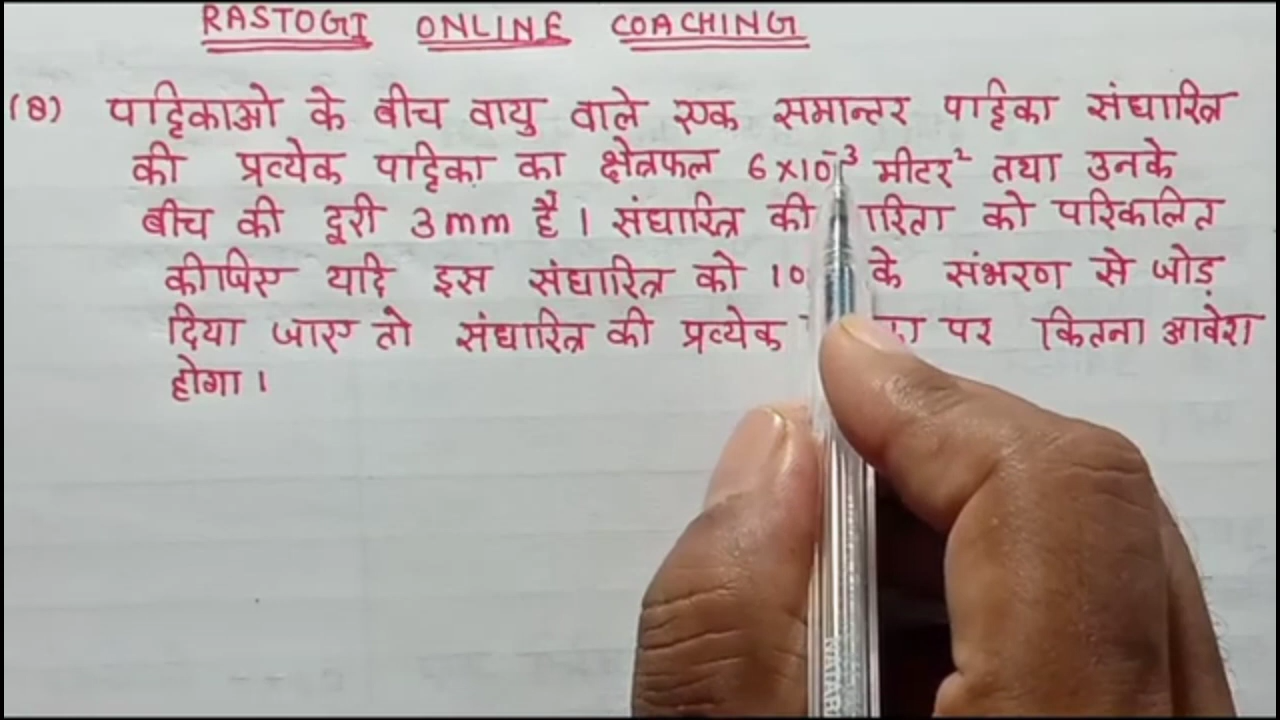 RASTOGI ONLINE COACHING
(8) पट्टिकाओ के बीच वायु वाले एक समान्तर पट्टिका संधारित्र
की प्रत्येक पट्टिका का क्षेत्रफल 6×10⁻³ मीटर² तथा उनके
बीच की दूरी 3mm है। संधारित्र की को परिकलित
कीजिए यदि इस संधारित्र को के संभरण से जोड़
दिया जाए तो संधारित्र की प्रत्येक पर कितना आवेश
होगा।